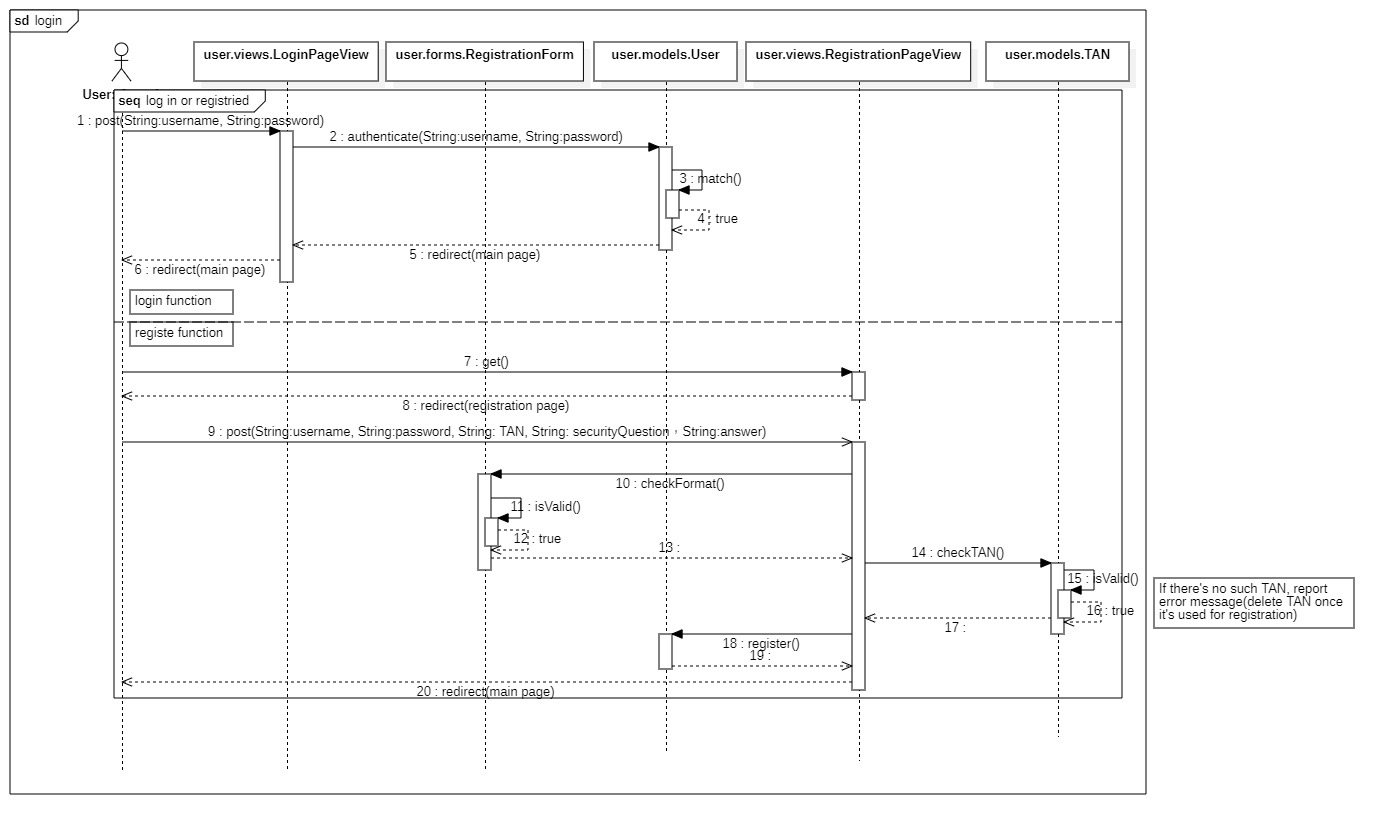 sd login
user.views.LoginPageView
user.forms.RegistrationForm
user.models.User
user.views.RegistrationPageView
user.models.TAN
User:
seq log in or registried
1 : post(String:username, String:password)
2 : authenticate(String:username, String:password)
3 : match()
4 : true
5 : redirect(main page)
6 : redirect(main page)
login function
registe function
7 : get()
8 : redirect(registration page)
9 : post(String:username, String:password, String: TAN, String: securityQuestion，String:answer)
10 : checkFormat()
11 : isValid()
12 : true
13 :
14 : checkTAN()
15 : isValid()
16 : true
17 :
If there's no such TAN, report
error message(delete TAN once
it's used for registration)
18 : register()
19 :
20 : redirect(main page)